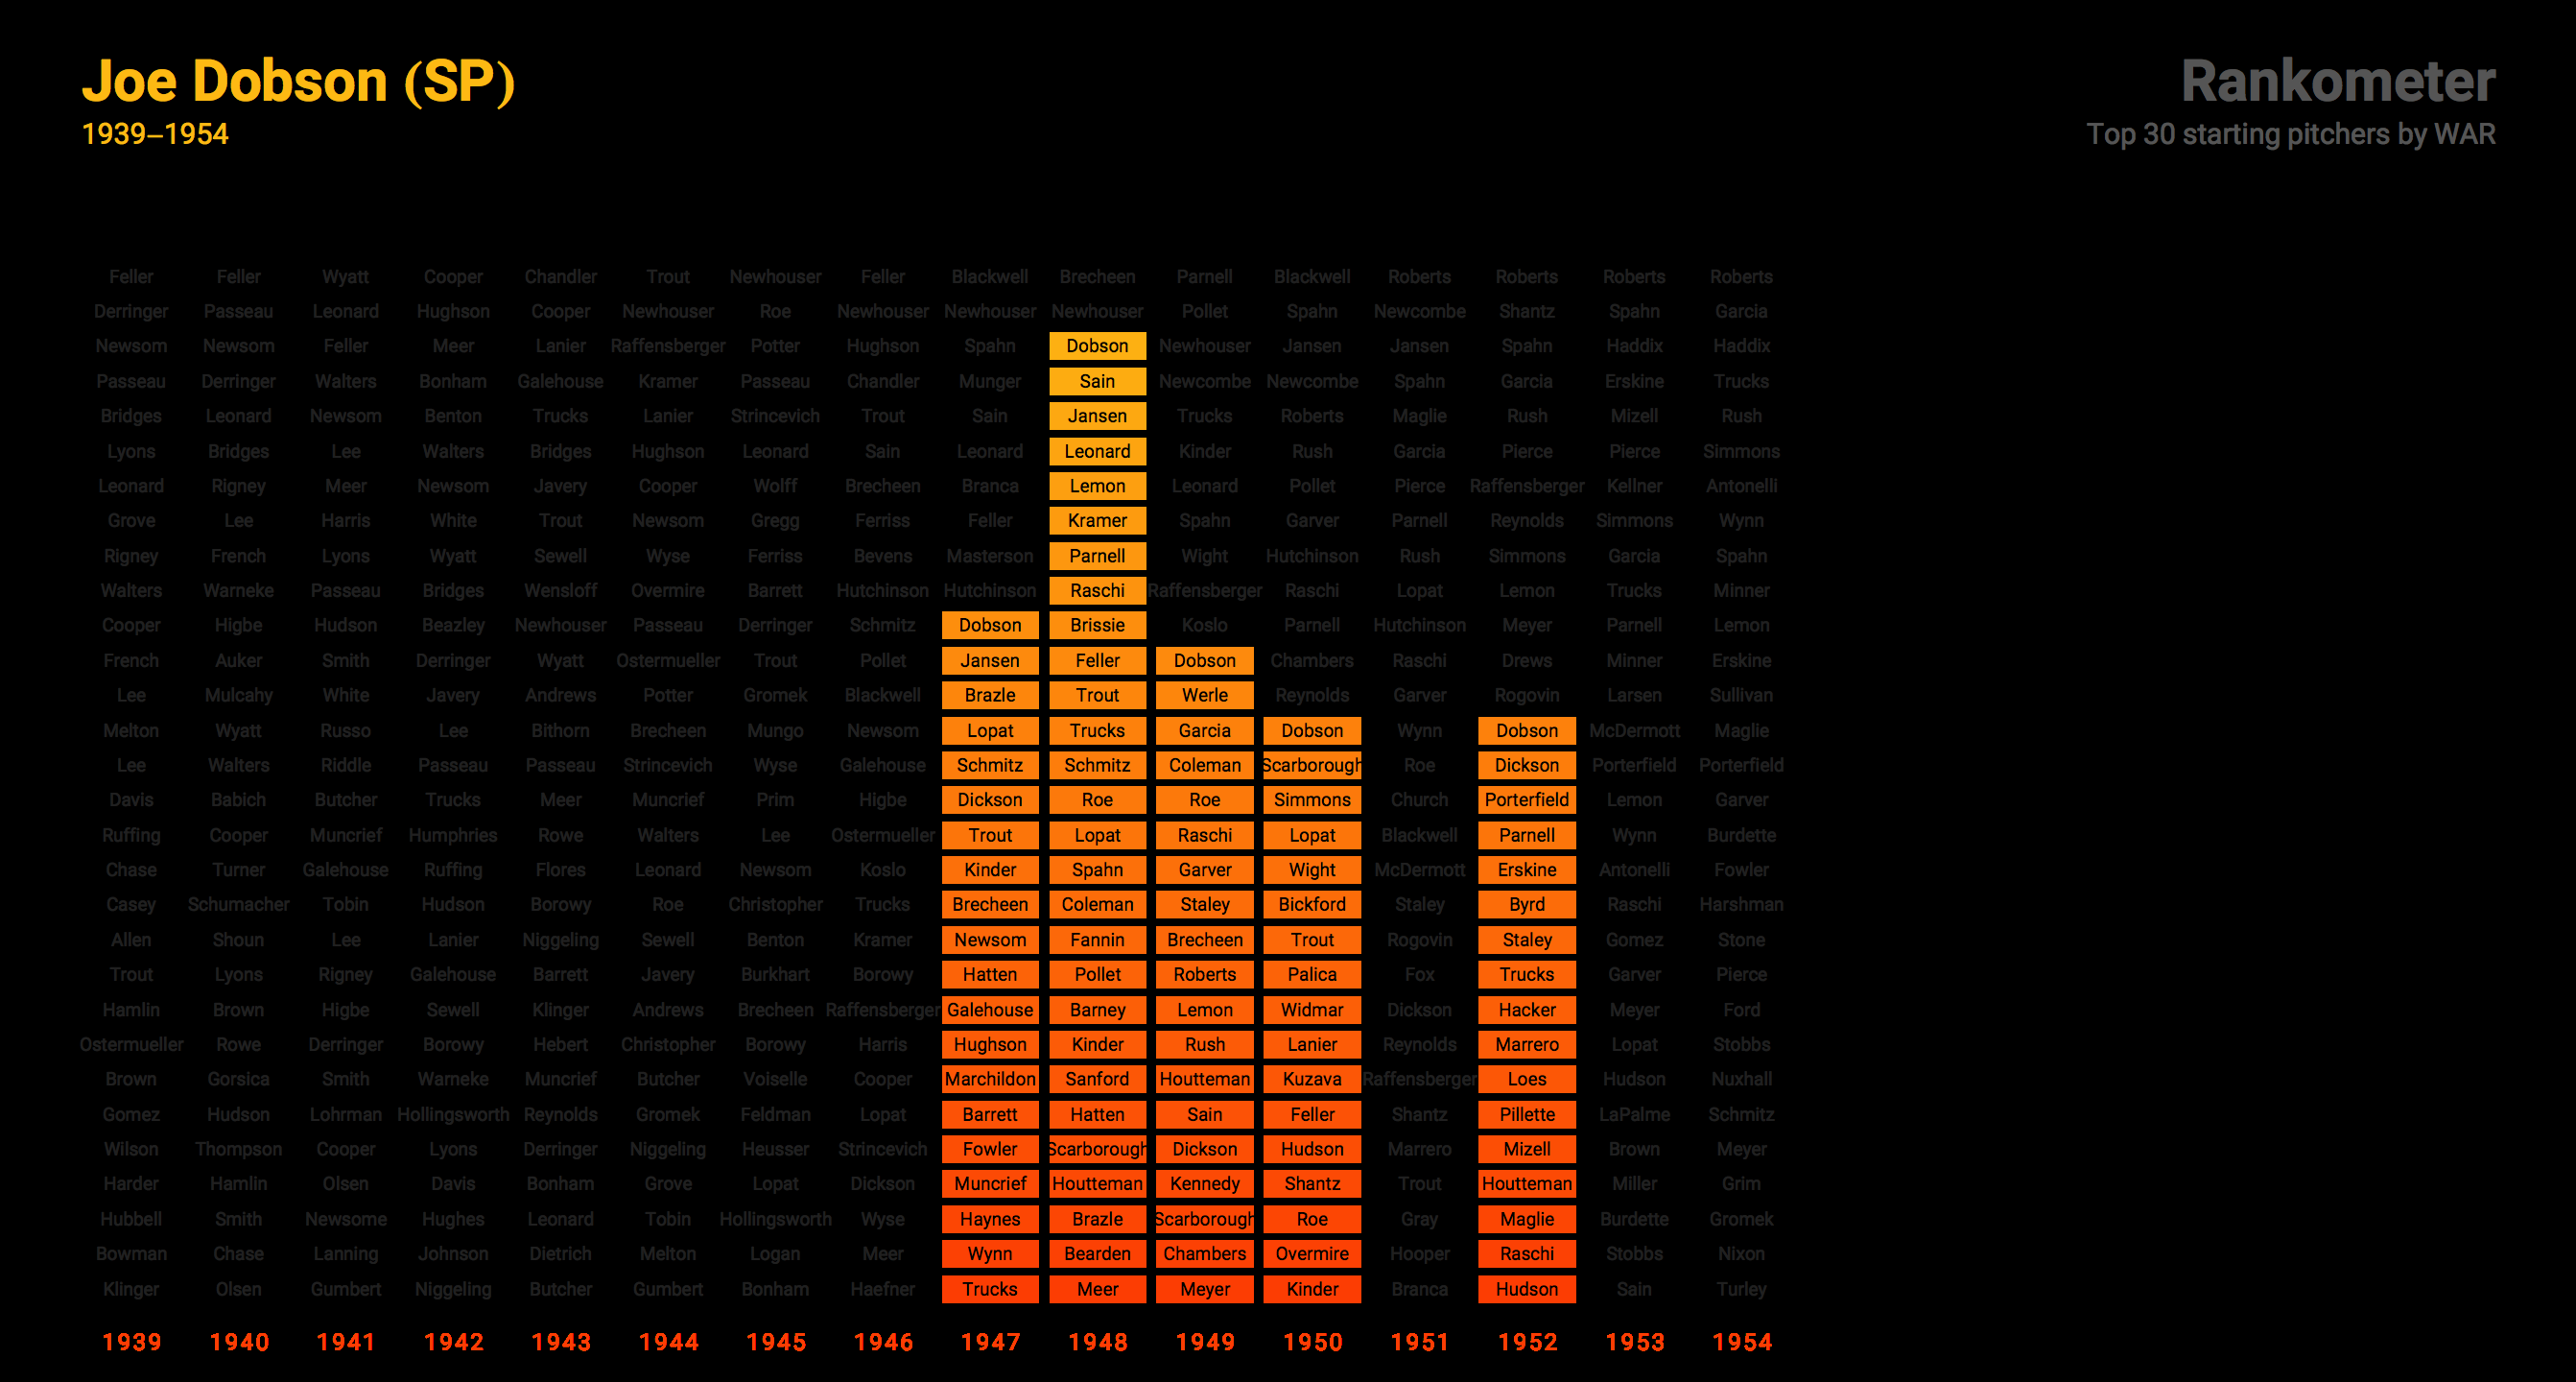 Joe Dobson (SP)
1939–1954
Rankometer
Top 30 starting pitchers by WAR
Feller Feller Wyatt Cooper Chandler Trout Newhouser Feller Blackwell Brecheen Parnell Blackwell Roberts Roberts Roberts Roberts
Derringer Passeau Leonard Hughson Cooper Newhouser Roe Newhouser Newhouser Newhouser Pollet Spahn Newcombe Shantz Spahn Garcia
Newsom Newsom Feller Meer Lanier Raffensberger Potter Hughson Spahn Dobson Newhouser Jansen Jansen Spahn Haddix Haddix
Passeau Derringer Walters Bonham Galehouse Kramer Passeau Chandler Munger Sain Newcombe Newcombe Spahn Garcia Erskine Trucks
Bridges Leonard Newsom Benton Trucks Lanier Strincevich Trout Sain Jansen Trucks Roberts Maglie Rush Mizell Rush
Lyons Bridges Lee Walters Bridges Hughson Leonard Sain Leonard Leonard Kinder Rush Garcia Pierce Pierce Simmons
Leonard Rigney Meer Newsom Javery Cooper Wolff Brecheen Branca Lemon Leonard Pollet Pierce Raffensberger Kellner Antonelli
Grove Lee Harris White Trout Newsom Gregg Ferriss Feller Kramer Spahn Garver Parnell Reynolds Simmons Wynn
Rigney French Lyons Wyatt Sewell Wyse Ferriss Bevens Masterson Parnell Wight Hutchinson Rush Simmons Garcia Spahn
Walters Warneke Passeau Bridges Wensloff Overmire Barrett Hutchinson Hutchinson Raschi Raffensberger Raschi Lopat Lemon Trucks Minner
Cooper Higbe Hudson Beazley Newhouser Passeau Derringer Schmitz Dobson Brissie Koslo Parnell Hutchinson Meyer Parnell Lemon
French Auker Smith Derringer Wyatt Ostermueller Trout Pollet Jansen Feller Dobson Chambers Raschi Drews Minner Erskine
Lee Mulcahy White Javery Andrews Potter Gromek Blackwell Brazle Trout Werle Reynolds Garver Rogovin Larsen Sullivan
Melton Wyatt Russo Lee Bithorn Brecheen Mungo Newsom Lopat Trucks Garcia Dobson Wynn Dobson McDermott Maglie
Lee Walters Riddle Passeau Passeau Strincevich Wyse Galehouse Schmitz Schmitz Coleman Scarborough Roe Dickson Porterfield Porterfield
Davis Babich Butcher Trucks Meer Muncrief Prim Higbe Dickson Roe Roe Simmons Church Porterfield Lemon Garver
Ruffing Cooper Muncrief Humphries Rowe Walters Lee Ostermueller Trout Lopat Raschi Lopat Blackwell Parnell Wynn Burdette
Chase Turner Galehouse Ruffing Flores Leonard Newsom Koslo Kinder Spahn Garver Wight McDermott Erskine Antonelli Fowler
Casey Schumacher Tobin Hudson Borowy Roe Christopher Trucks Brecheen Coleman Staley Bickford Staley Byrd Raschi Harshman
Allen Shoun Lee Lanier Niggeling Sewell Benton Kramer Newsom Fannin Brecheen Trout Rogovin Staley Gomez Stone
Trout Lyons Rigney Galehouse Barrett Javery Burkhart Borowy Hatten Pollet Roberts Palica Fox Trucks Garver Pierce
Hamlin Brown Higbe Sewell Klinger Andrews Brecheen Raffensberger Galehouse Barney Lemon Widmar Dickson Hacker Meyer Ford
Ostermueller Rowe Derringer Borowy Hebert Christopher Borowy Harris Hughson Kinder Rush Lanier Reynolds Marrero Lopat Stobbs
Brown Gorsica Smith Warneke Muncrief Butcher Voiselle Cooper Marchildon Sanford Houtteman Kuzava Raffensberger Loes Hudson Nuxhall
Gomez Hudson Lohrman Hollingsworth Reynolds Gromek Feldman Lopat Barrett Hatten Sain Feller Shantz Pillette LaPalme Schmitz
Wilson Thompson Cooper Lyons Derringer Niggeling Heusser Strincevich Fowler Scarborough Dickson Hudson Marrero Mizell Brown Meyer
Harder Hamlin Olsen Davis Bonham Grove Lopat Dickson Muncrief Houtteman Kennedy Shantz Trout Houtteman Miller Grim
Hubbell Smith Newsome Hughes Leonard Tobin Hollingsworth Wyse Haynes Brazle Scarborough Roe Gray Maglie Burdette Gromek
Bowman Chase Lanning Johnson Dietrich Melton Logan Meer Wynn Bearden Chambers Overmire Hooper Raschi Stobbs Nixon
Klinger Olsen Gumbert Niggeling Butcher Gumbert Bonham Haefner Trucks Meer Meyer Kinder Branca Hudson Sain Turley
1939 1940 1941 1942 1943 1944 1945 1946 1947 1948 1949 1950 1951 1952 1953 1954